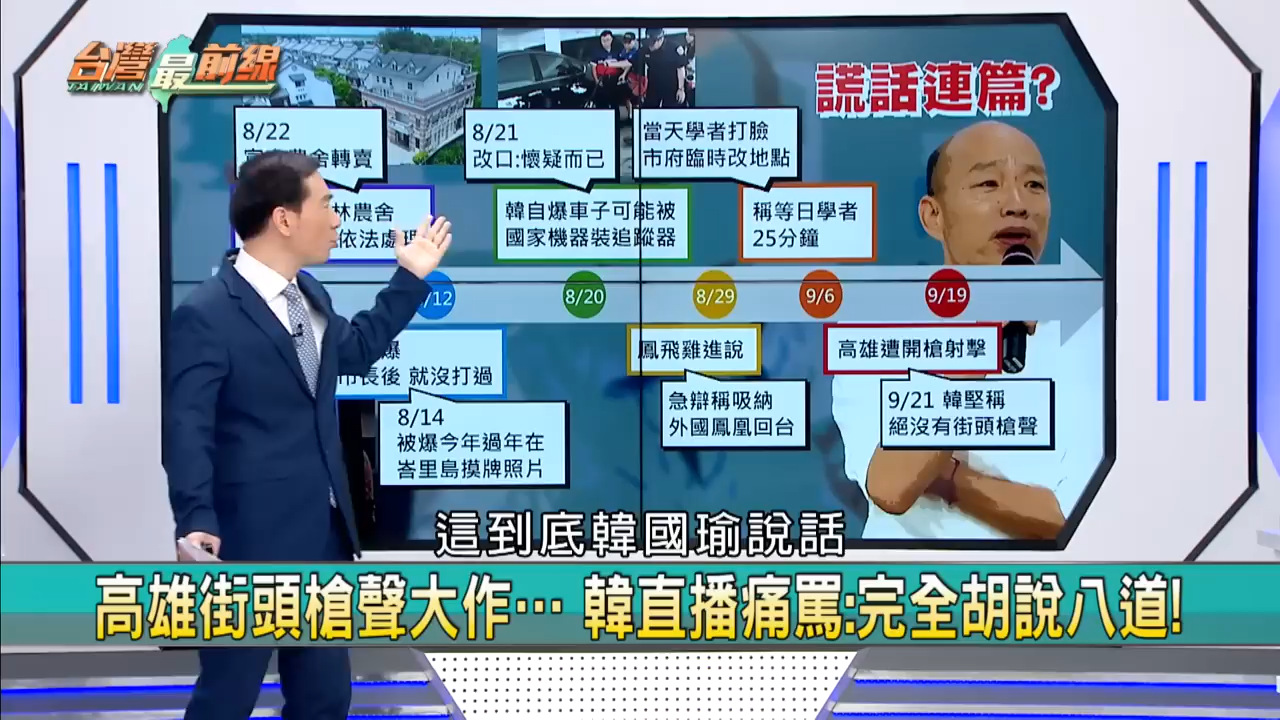 台灣最前線
TAIWAN
謊話連篇?
8/22
農舍轉賣
8/21
改口:懷疑而已
當天學者打臉
市府臨時改地點
林農舍
依法處理
韓自爆車子可能被
國家機器裝追蹤器
稱等日學者
25分鐘
/12
8/20
8/29
9/6
9/19
爆
市長後 就沒打過
鳳飛雞進說
高雄遭開槍射擊
8/14
被爆今年過年在
峇里島摸牌照片
急辯稱吸納
外國鳳凰回台
9/21 韓堅稱
絕沒有街頭槍聲
這到底韓國瑜說話
高雄街頭槍聲大作… 韓直播痛罵:完全胡說八道!